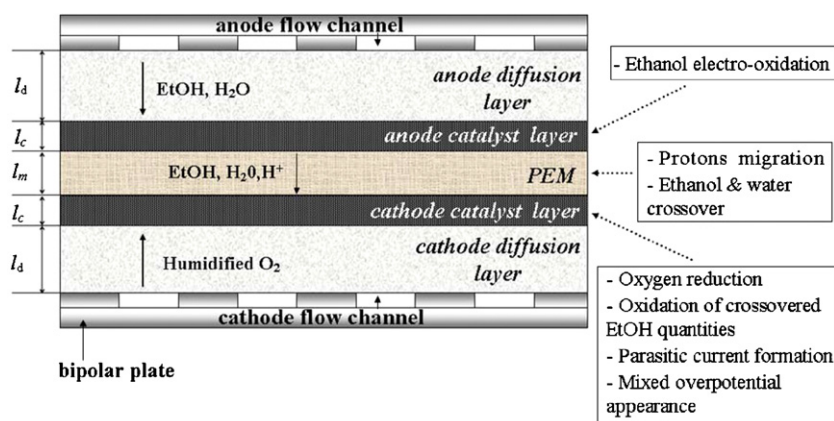 anode flow channel
l_d
EtOH, H₂O
anode diffusion
layer
l_c
anode catalyst layer
l_m
EtOH, H₂0,H⁺
PEM
l_c
cathode catalyst layer
l_d
Humidified O₂
cathode diffusion
layer
cathode flow channel
bipolar plate
- Ethanol electro-oxidation
- Protons migration
- Ethanol & water
crossover
- Oxygen reduction
- Oxidation of crossovered
EtOH quantities
- Parasitic current formation
- Mixed overpotential
appearance